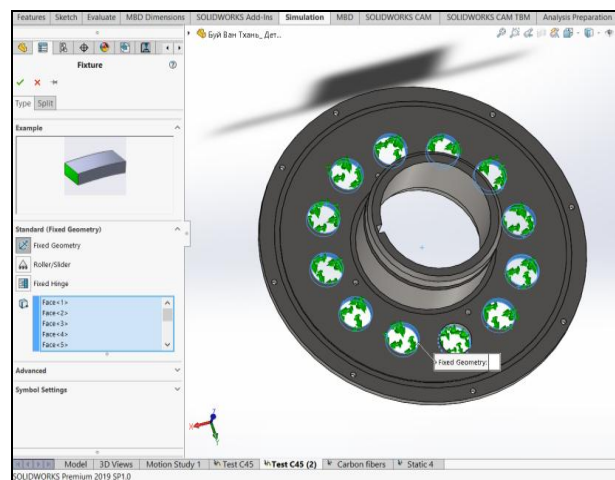 Features Sketch Evaluate MBD Dimensions SOLIDWORKS Add-Ins Simulation MBD SOLIDWORKS CAM SOLIDWORKS CAM TBM Analysis Preparation
Буй Ван Тхань_ Дет...
Fixture
Type Split
Example
Standard (Fixed Geometry)
Fixed Geometry
Roller/Slider
Fixed Hinge
Face<1>
Face<2>
Face<3>
Face<4>
Face<5>
Fixed Geometry:
Advanced
Symbol Settings
Model 3D Views Motion Study 1 Test C45 Test C45 (2) Carbon fibers Static 4
SOLIDWORKS Premium 2019 SP1.0